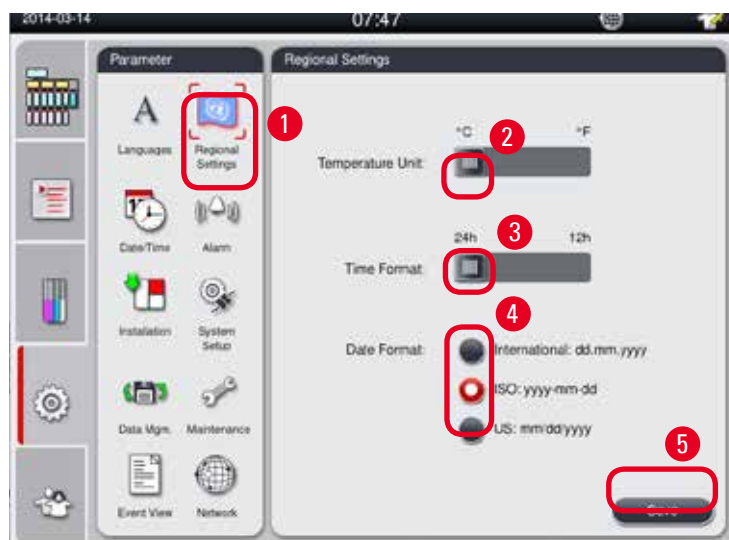 2014-03-14 07:47
Parameter
Regional Settings
Languages
Regional
Settings
1
Date/Time
Alarm
Installation
System
Setup
Data Mgm.
Maintenance
Event View
Network
°C 2 °F
Temperature Unit:
24h 3 12h
Time Format:
4
Date Format:
International: dd.mm.yyyy
ISO: yyyy-mm-dd
US: mm/dd/yyyy
5
Save